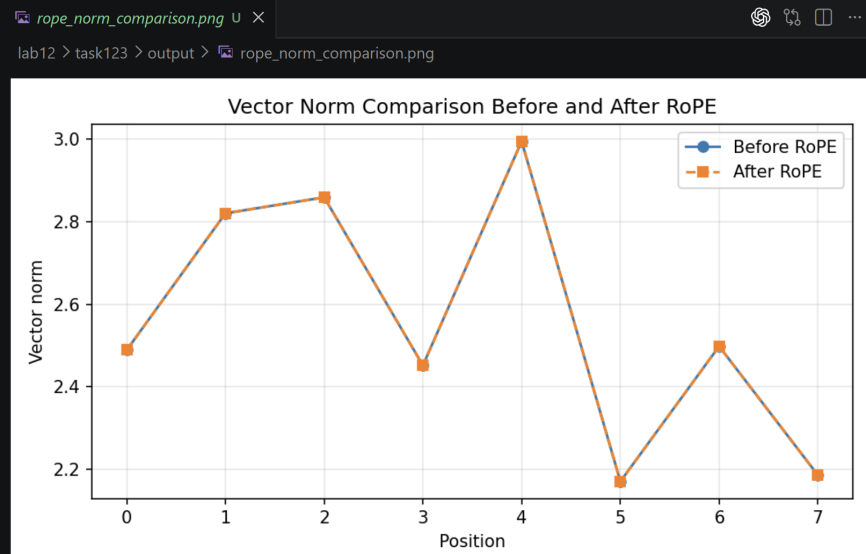 rope_norm_comparison.png U
lab12 > task123 > output > rope_norm_comparison.png
Vector Norm Comparison Before and After RoPE
Before RoPE
After RoPE
Vector norm
3.0
2.8
2.6
2.4
2.2
0 1 2 3 4 5 6 7
Position